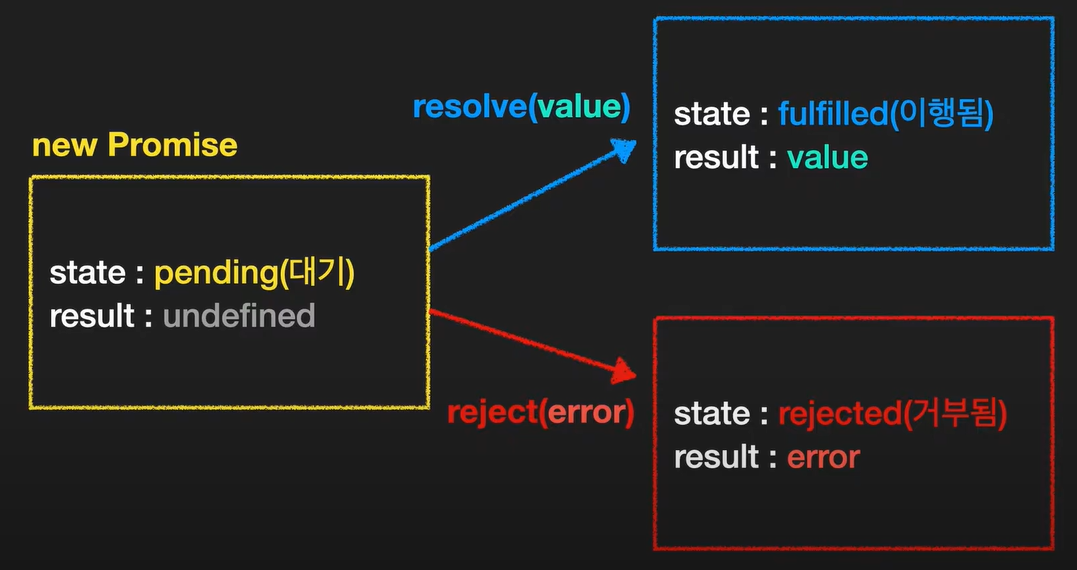 new Promise
state : pending(대기)
result : undefined
resolve(value)
state : fulfilled(이행됨)
result : value
reject(error)
state : rejected(거부됨)
result : error